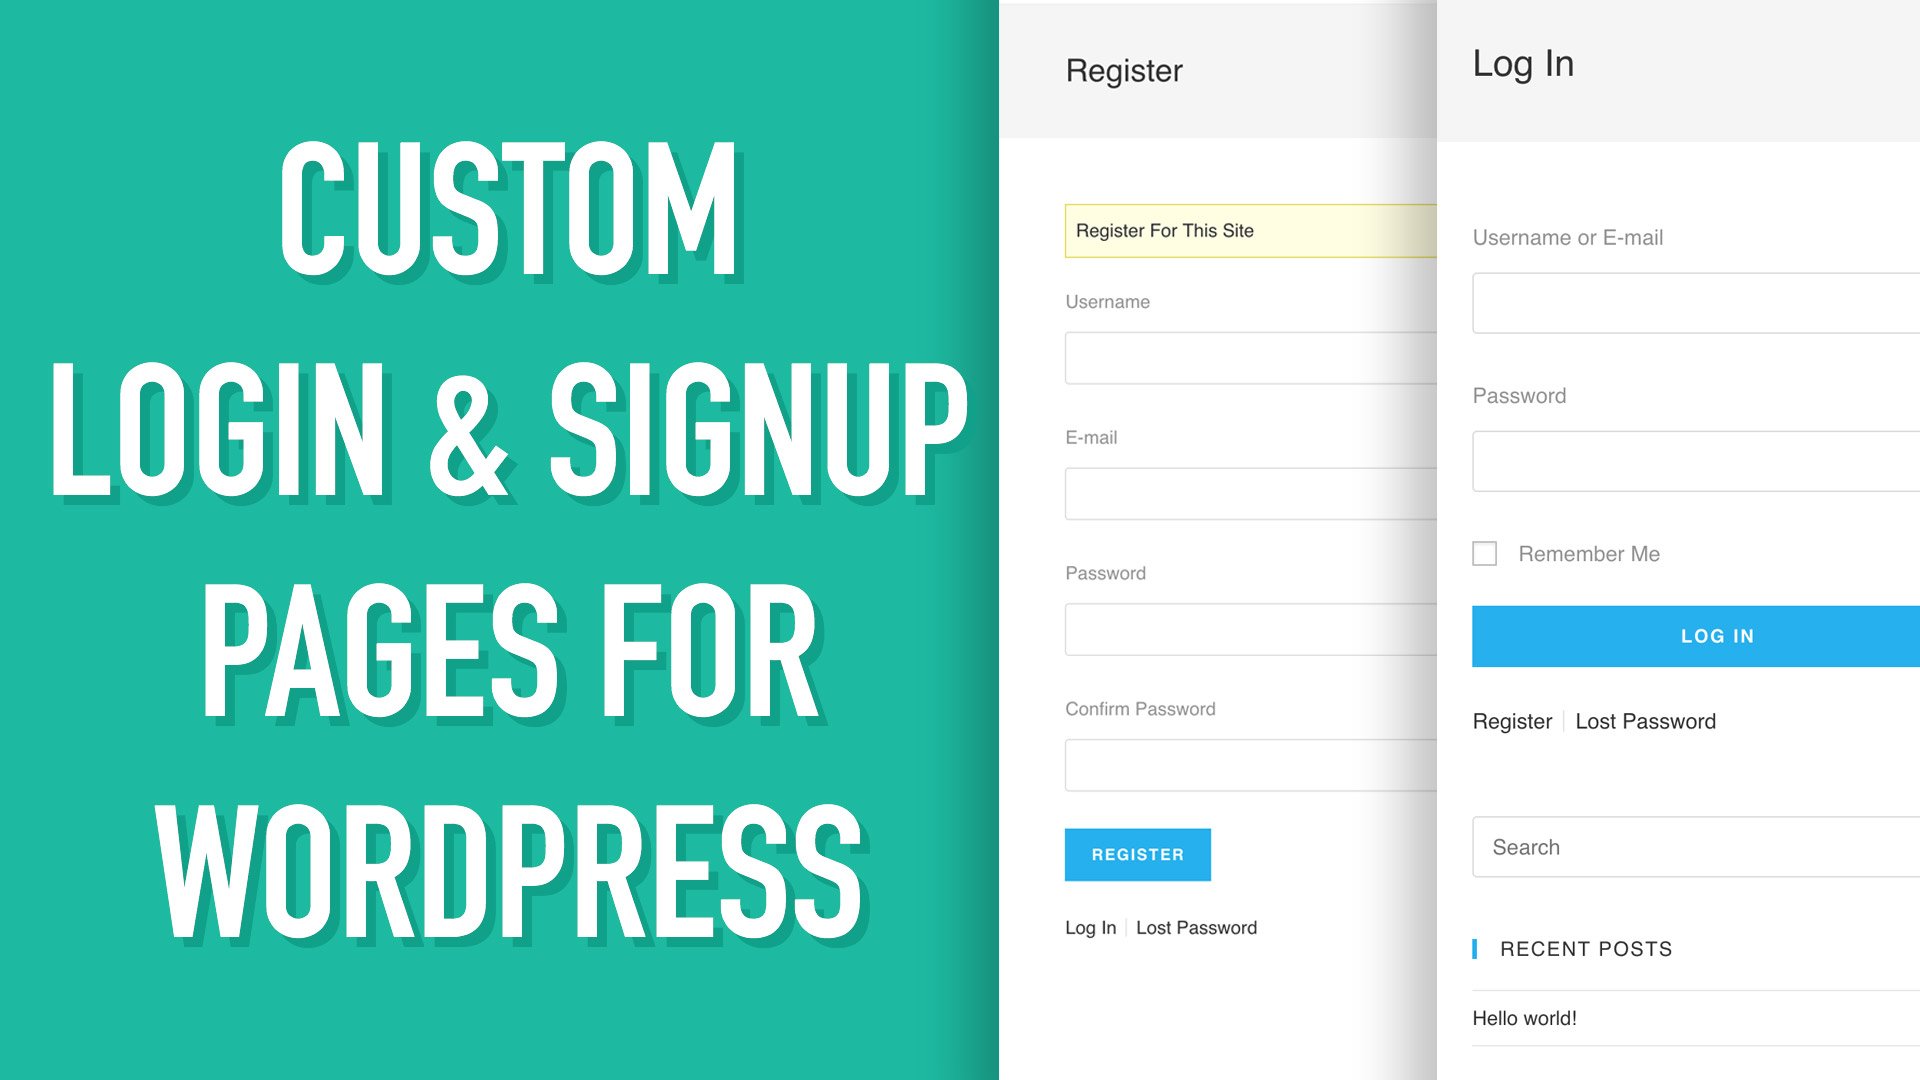 CUSTOM
LOGIN & SIGNUP
PAGES FOR
WORDPRESS
Register
Register For This Site
Username
E-mail
Password
Confirm Password
REGISTER
Log In | Lost Password
Log In
Username or E-mail
Password
Remember Me
LOG IN
Register | Lost Password
Search
RECENT POSTS
Hello world!